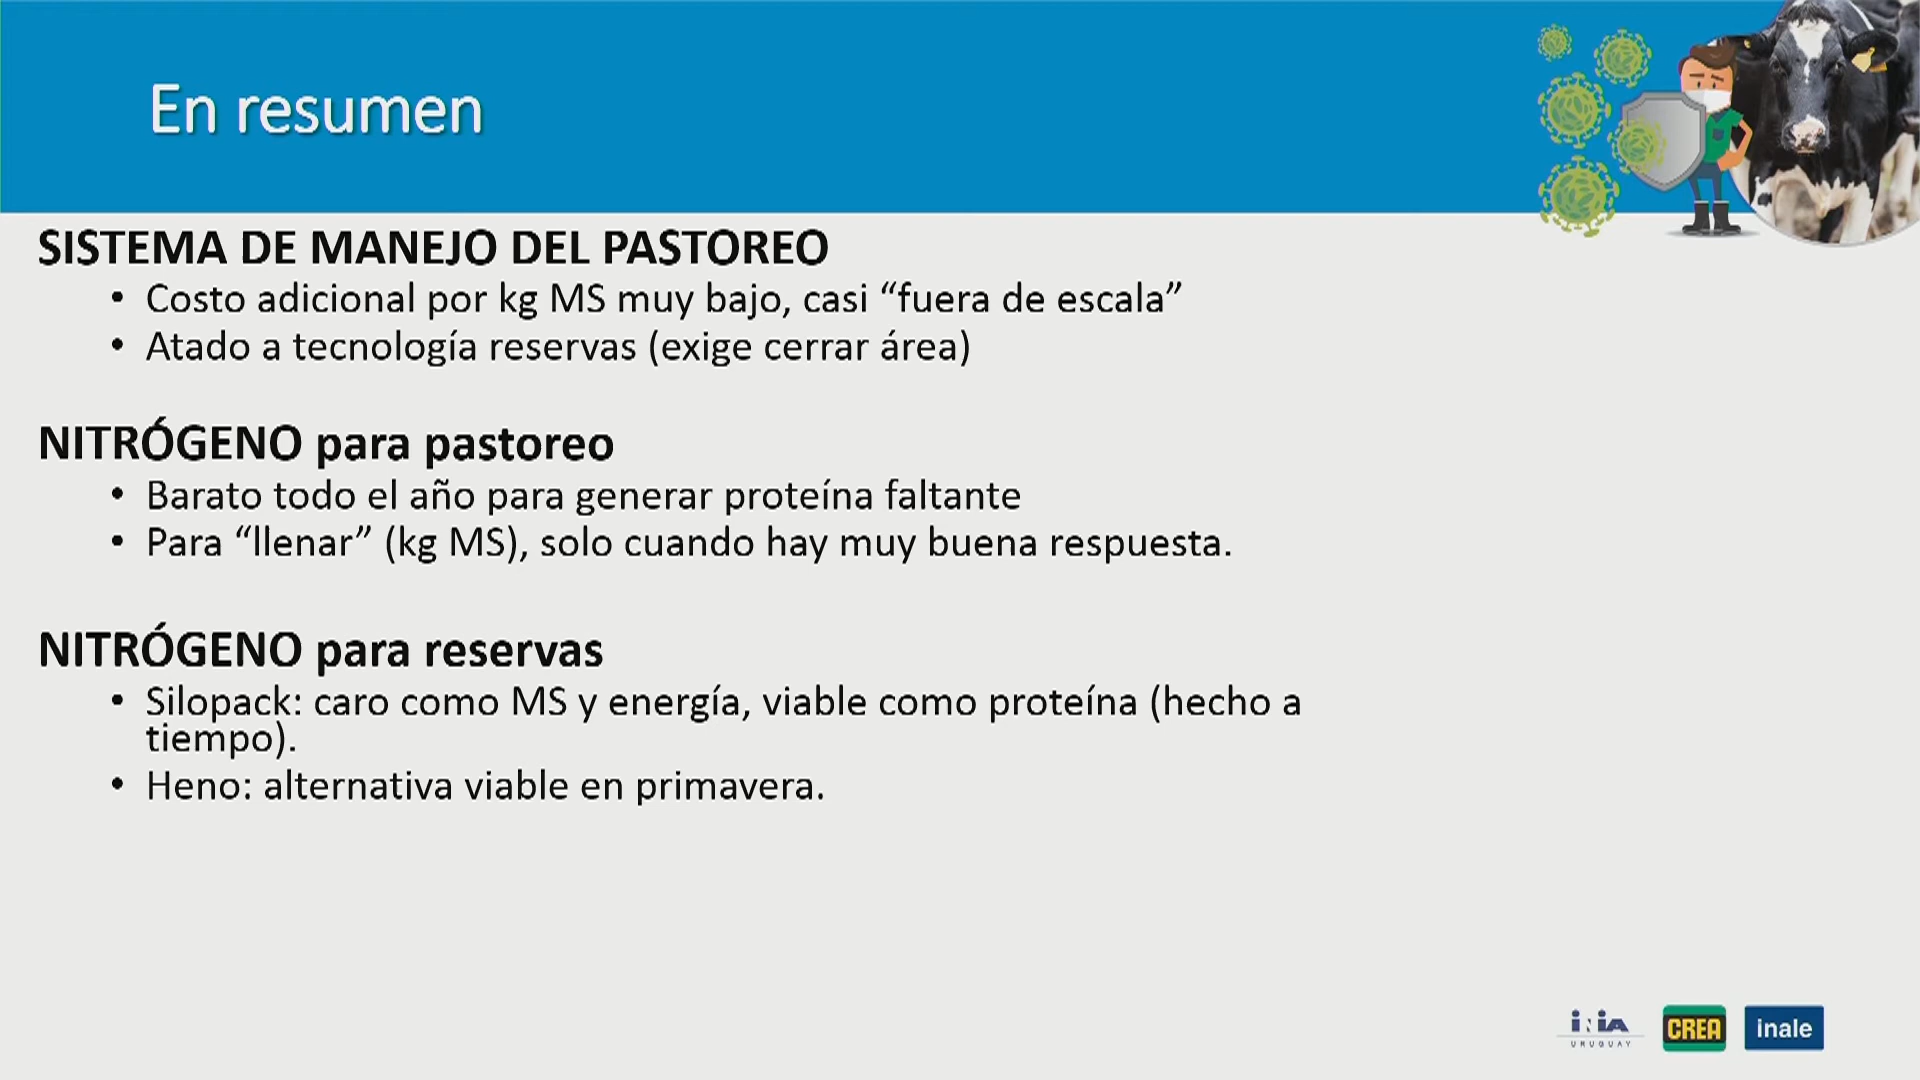 En resumen
SISTEMA DE MANEJO DEL PASTOREO
• Costo adicional por kg MS muy bajo, casi “fuera de escala”
• Atado a tecnología reservas (exige cerrar área)
NITRÓGENO para pastoreo
• Barato todo el año para generar proteína faltante
• Para “llenar” (kg MS), solo cuando hay muy buena respuesta.
NITRÓGENO para reservas
• Silopack: caro como MS y energía, viable como proteína (hecho a
tiempo).
• Heno: alternativa viable en primavera.
inia
URUGUAY
CREA
inale